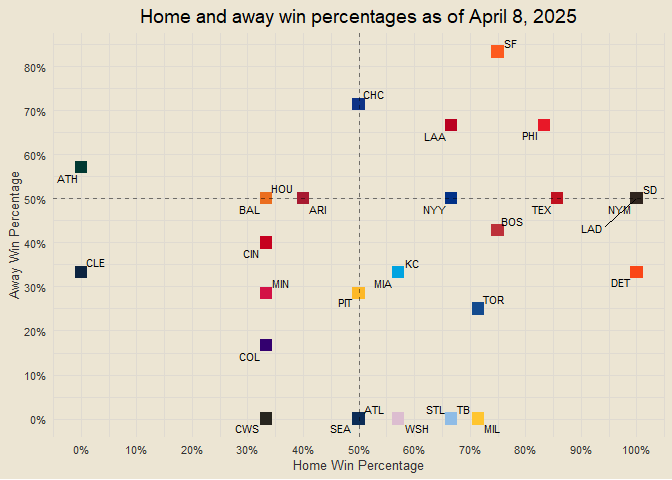 Home and away win percentages as of April 8, 2025
SF
80%
CHC
70%
LAA
PHI
60%
ATH
HOU
SD
50%
BAL
ARI
NYY
TEX
NYM
BOS
LAD
40%
CIN
CLE
KC
DET
30%
MIN
MIA
PIT
TOR
20%
COL
10%
ATL
STL
TB
0%
CWS
SEA
WSH
MIL
0%
10%
20%
30%
40%
50%
60%
70%
80%
90%
100%
Home Win Percentage
Away Win Percentage